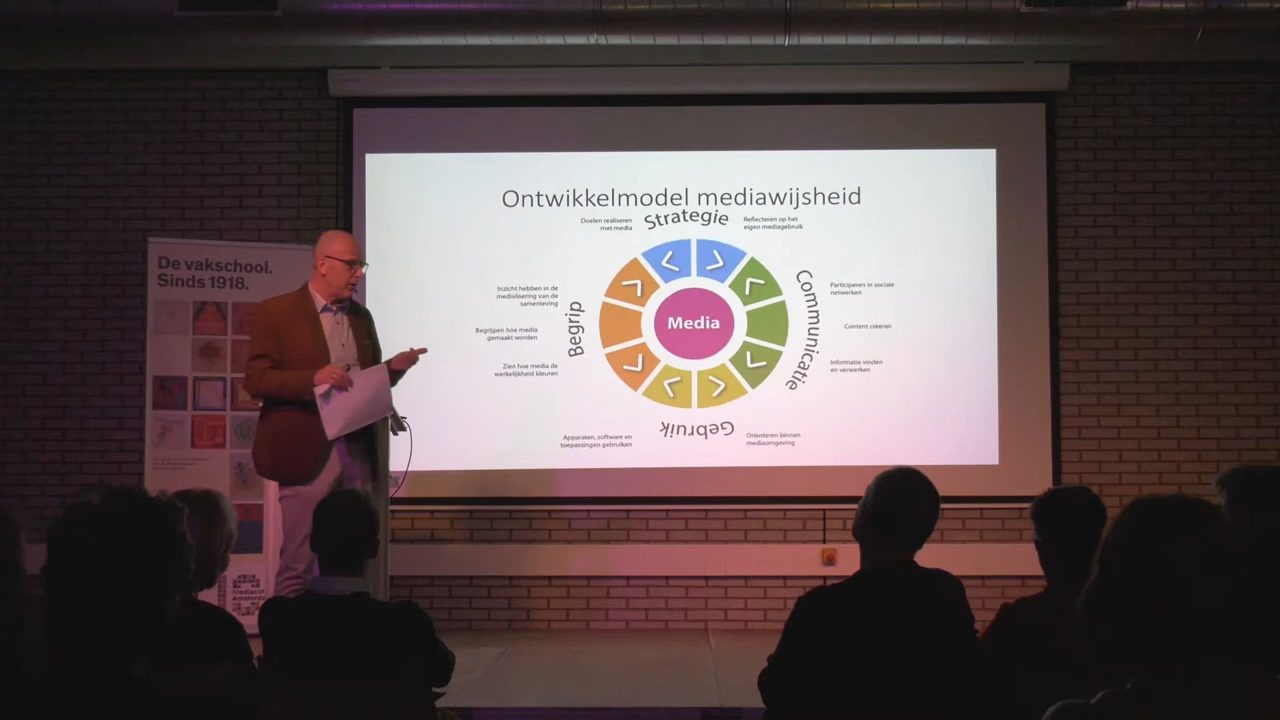 De vakschool.
Sinds 1918.
Mediacol
Amsterda
Ontwikkelmodel mediawijsheid
Doelen realiseren
met media
Strategie
Reflecteren op het
eigen mediagebruik
Inzicht hebben in de
medialisering van de
samenleving
Begrijpen hoe media
gemaakt worden
Zien hoe media de
werkelijkheid kleuren
Begrip
Media
Communicatie
Participeren in sociale
netwerken
Content creëren
Informatie vinden
en verwerken
Apparaten, software en
toepassingen gebruiken
Gebruik
Oriënteren binnen
mediaomgeving